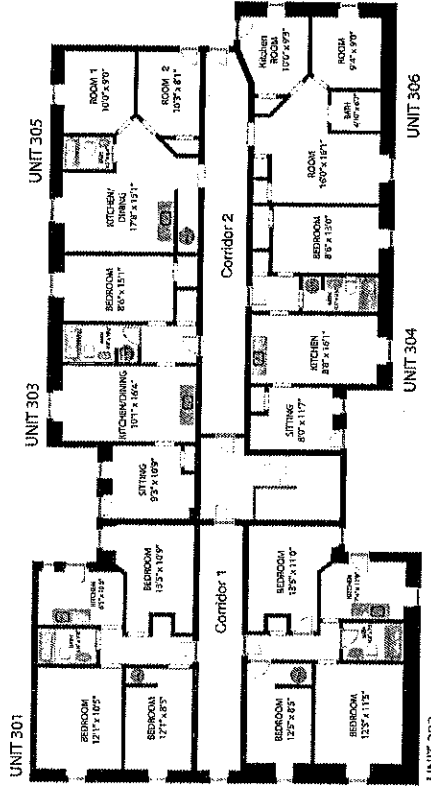 UNIT 301
UNIT 303
UNIT 305
BEDROOM
12'1" x 10'5"
BEDROOM
12'1" x 8'5"
KITCHEN
BEDROOM
13'5" x 10'9"
SITTING
9'3" x 10'9"
KITCHEN/DINING
10'1" x 16'4"
BEDROOM
8'6" x 15'1"
KITCHEN/
DINING
17'8" x 15'1"
ROOM 1
10'0" x 9'0"
ROOM 2
10'3" x 8'1"
Corridor 1
Corridor 2
BEDROOM
12'5" x 8'5"
BEDROOM
12'5" x 11'5"
BEDROOM
13'5" x 11'0"
KITCHEN
SITTING
8'0" x 11'7"
KITCHEN
8'8" x 16'1"
BEDROOM
8'6" x 13'0"
ROOM
16'0" x 16'1"
BATH
Kitchen
ROOM
10'0" x 9'3"
ROOM
9'4" x 9'0"
UNIT 304
UNIT 306